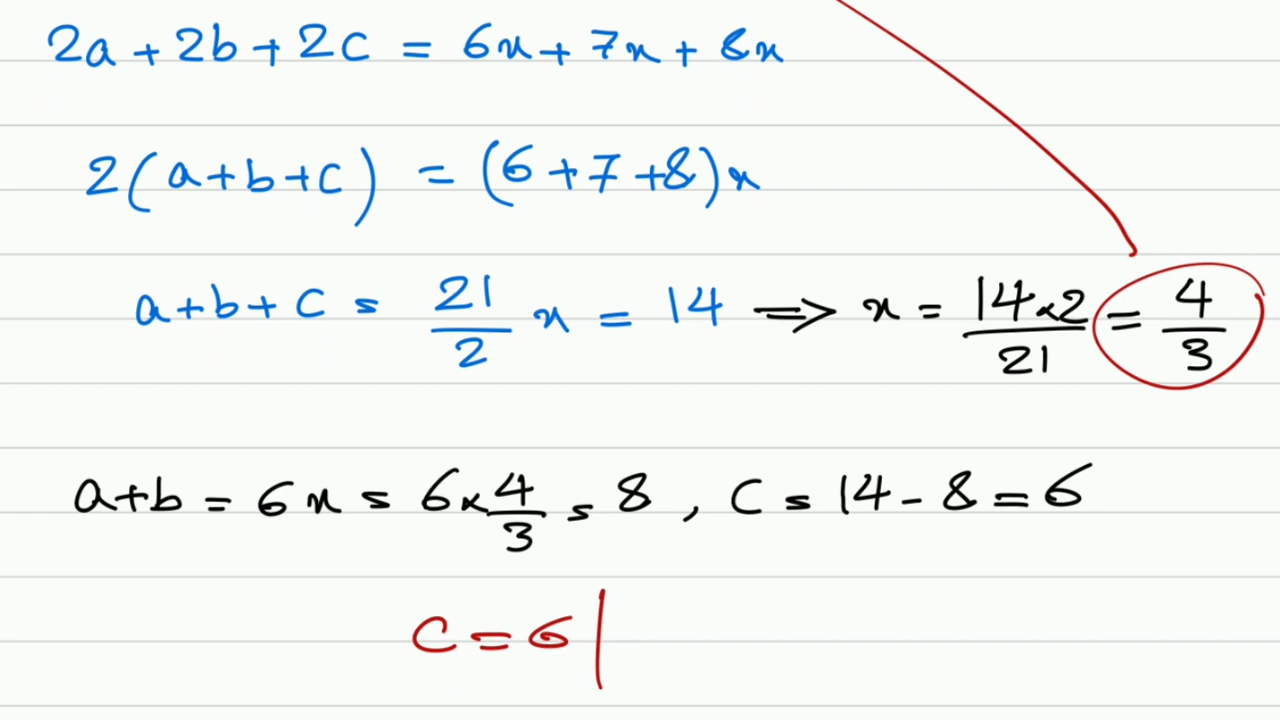 2a + 2b + 2c = 6x + 7x + 8x
2(a+b+c) = (6+7+8)x
a+b+c = 21/2 x = 14 ⟹ x = 14×2/21 = 4/3
a+b = 6x = 6×4/3 = 8 , c = 14 - 8 = 6
c = 6 |